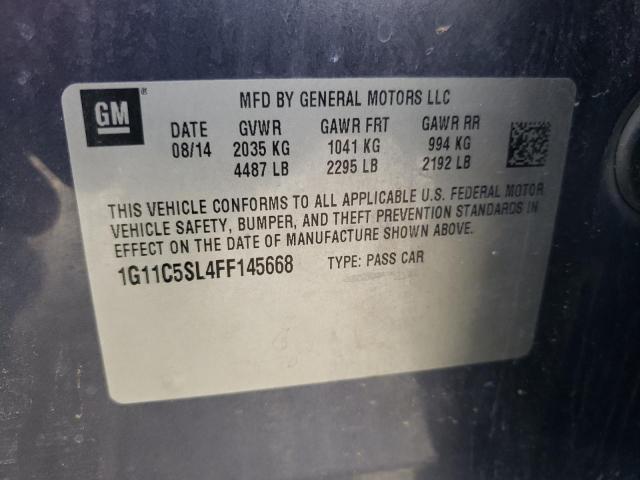 GM®
MFD BY GENERAL MOTORS LLC
DATE GVWR GAWR FRT GAWR RR
08/14 2035 KG 1041 KG 994 KG
4487 LB 2295 LB 2192 LB
THIS VEHICLE CONFORMS TO ALL APPLICABLE U.S. FEDERAL MOTOR
VEHICLE SAFETY, BUMPER, AND THEFT PREVENTION STANDARDS IN
EFFECT ON THE DATE OF MANUFACTURE SHOWN ABOVE.
1G11C5SL4FF145668 TYPE: PASS CAR